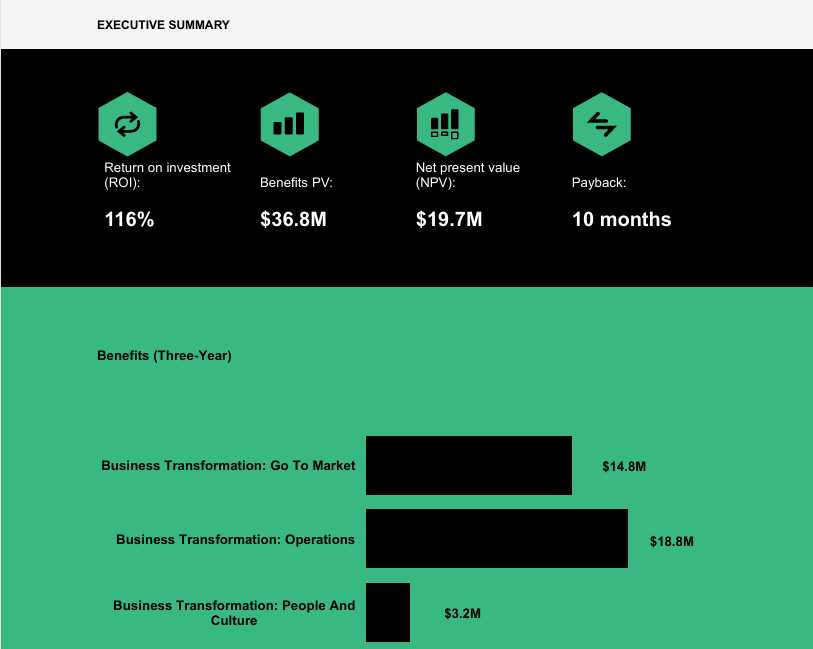 EXECUTIVE SUMMARY
Return on investment
(ROI):
116%
Benefits PV:
$36.8M
Net present value
(NPV):
$19.7M
Payback:
10 months
Benefits (Three-Year)
Business Transformation: Go To Market
$14.8M
Business Transformation: Operations
$18.8M
Business Transformation: People And
Culture
$3.2M